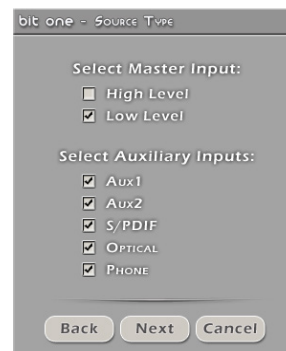 bit one - Source Type
Select Master Input:
High Level
Low Level
Select Auxiliary Inputs:
Aux1
Aux2
S/PDIF
Optical
Phone
Back Next Cancel